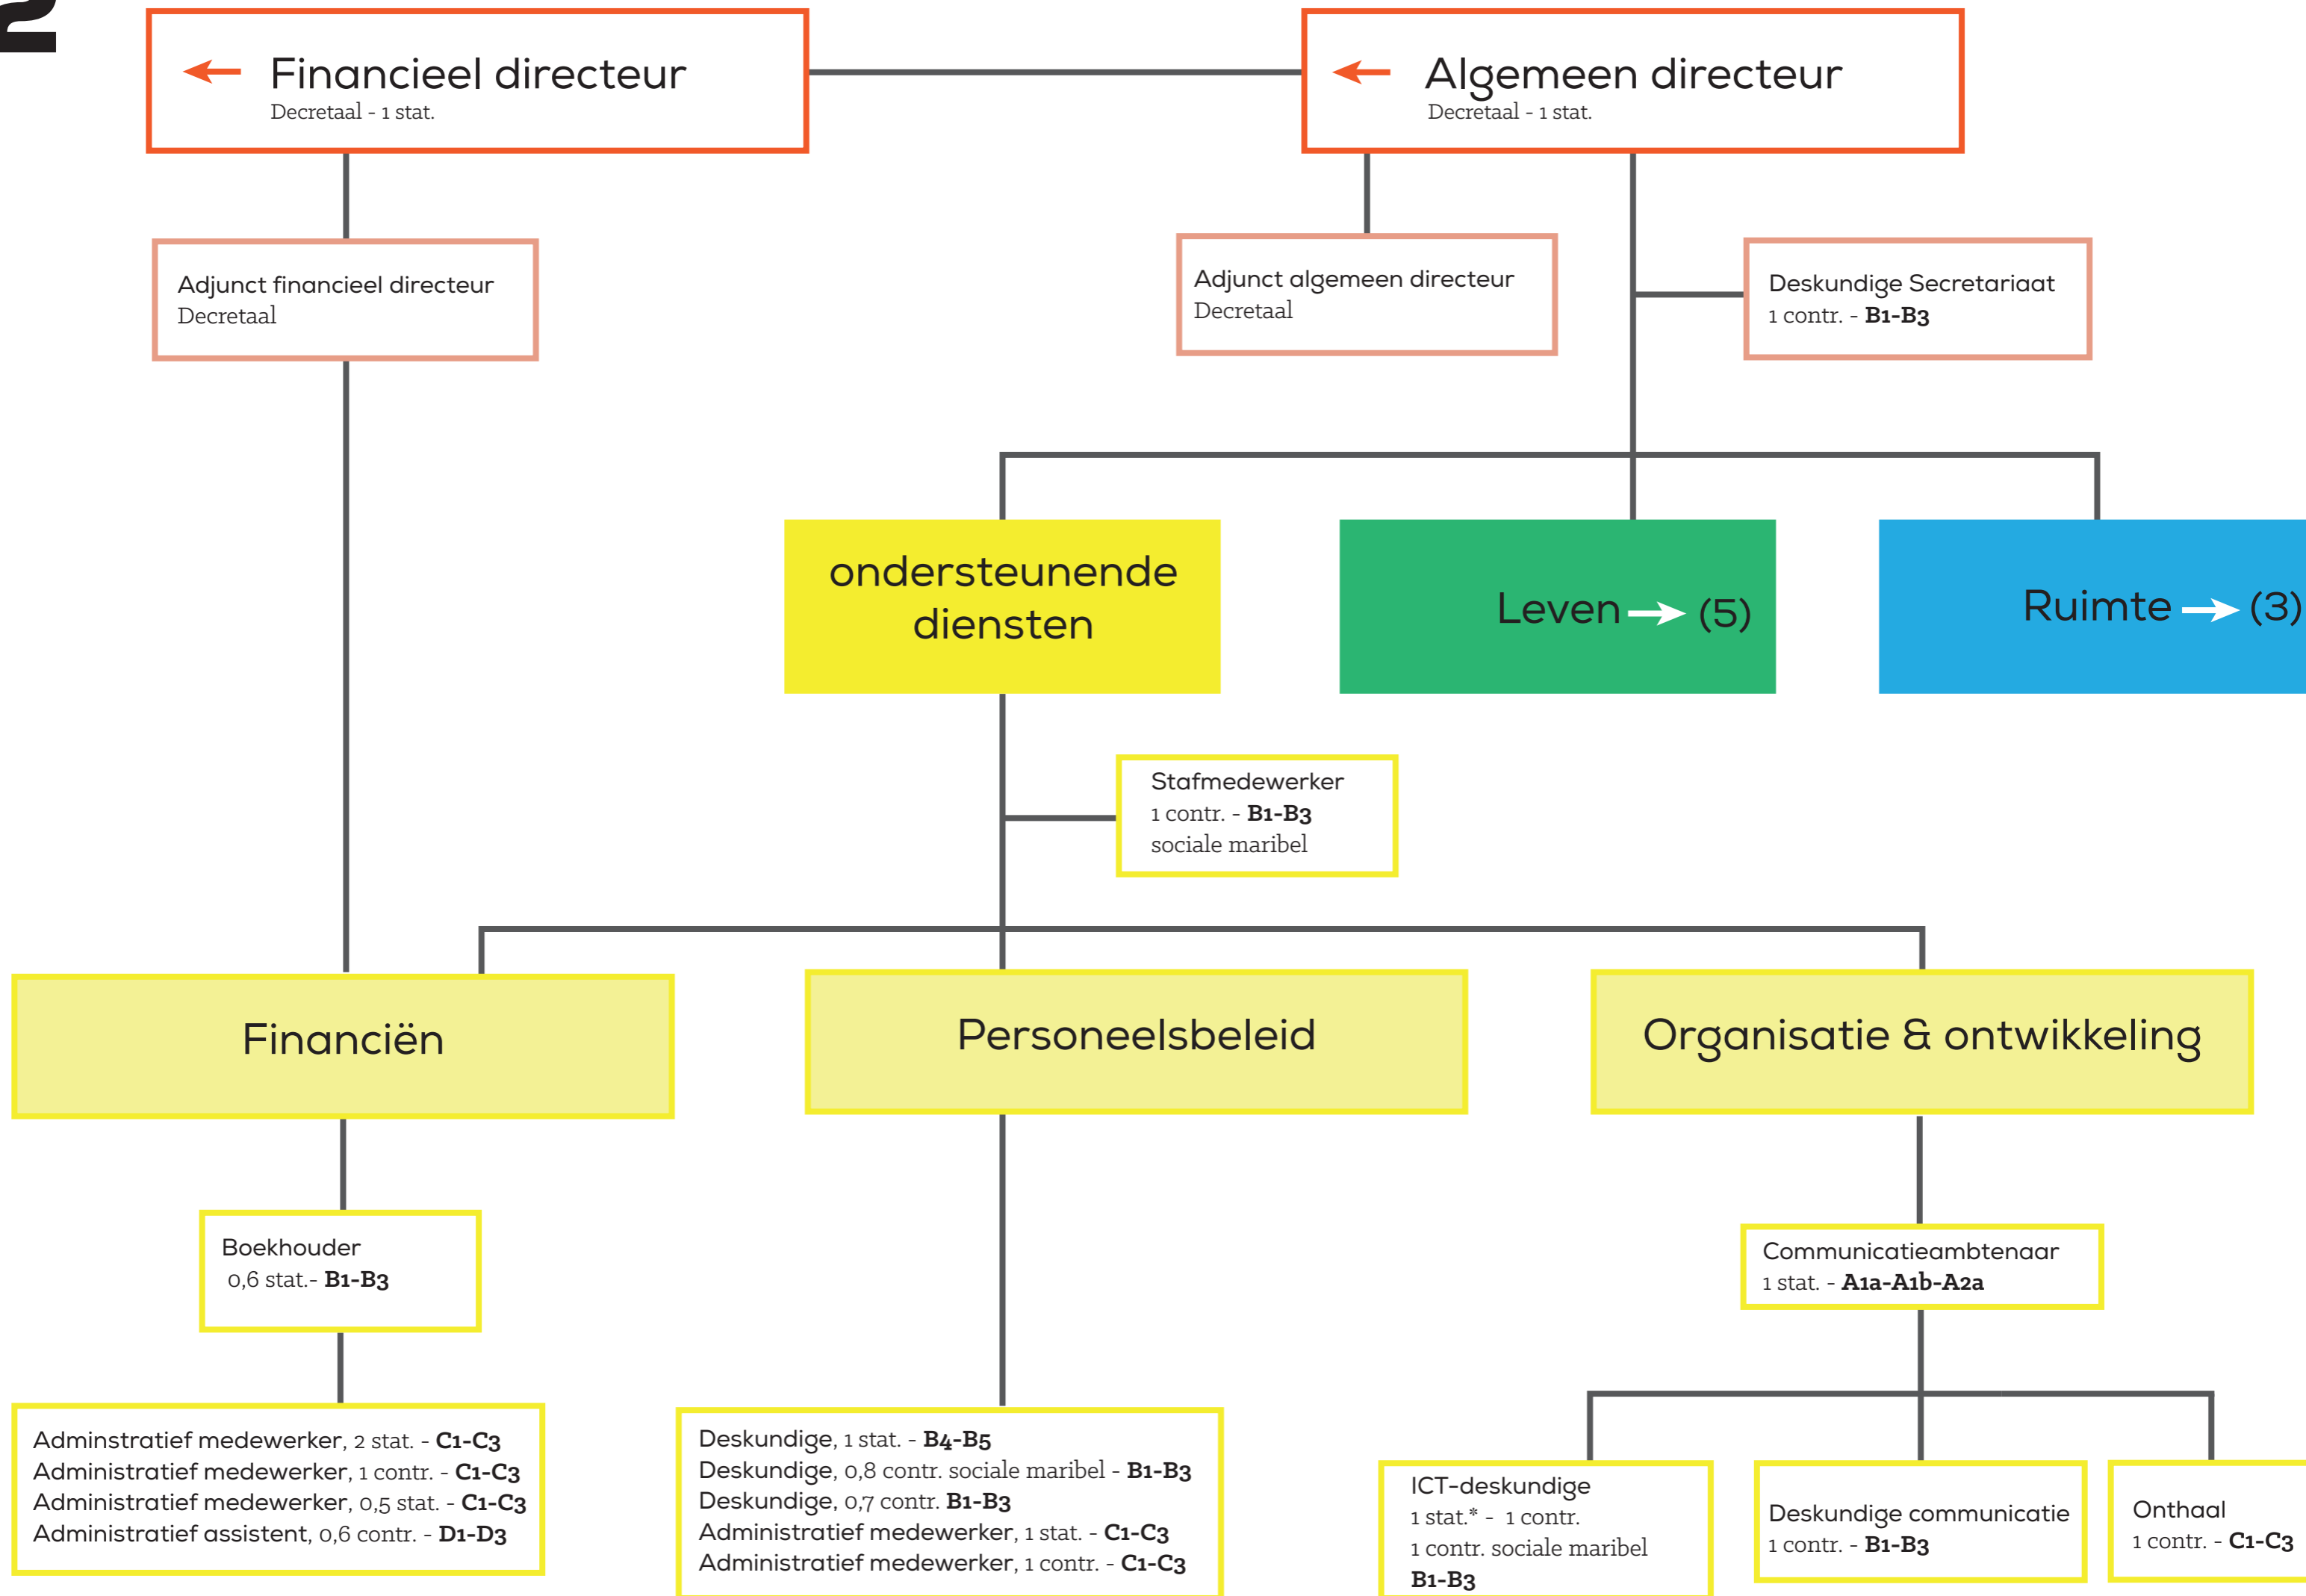 Financieel directeur
Decretaal - 1 stat.
Algemeen directeur
Decretaal - 1 stat.
Adjunct financieel directeur
Decretaal
Adjunct algemeen directeur
Decretaal
Deskundige Secretariaat
1 contr. - B1-B3
ondersteunende
diensten
Leven (5)
Ruimte (3)
Stafmedewerker
1 contr. - B1-B3
sociale maribel
Financiën
Personeelsbeleid
Organisatie & ontwikkeling
Boekhouder
0,6 stat.- B1-B3
Communicatieambtenaar
1 stat. - A1a-A1b-A2a
Adminstratief medewerker, 2 stat. - C1-C3
Administratief medewerker, 1 contr. - C1-C3
Administratief medewerker, 0,5 stat. - C1-C3
Administratief assistent, 0,6 contr. - D1-D3
Deskundige, 1 stat. - B4-B5
Deskundige, 0,8 contr. sociale maribel - B1-B3
Deskundige, 0,7 contr. B1-B3
Administratief medewerker, 1 stat. - C1-C3
Administratief medewerker, 1 contr. - C1-C3
ICT-deskundige
1 stat.* - 1 contr.
1 contr. sociale maribel
B1-B3
Deskundige communicatie
1 contr. - B1-B3
Onthaal
1 contr. - C1-C3